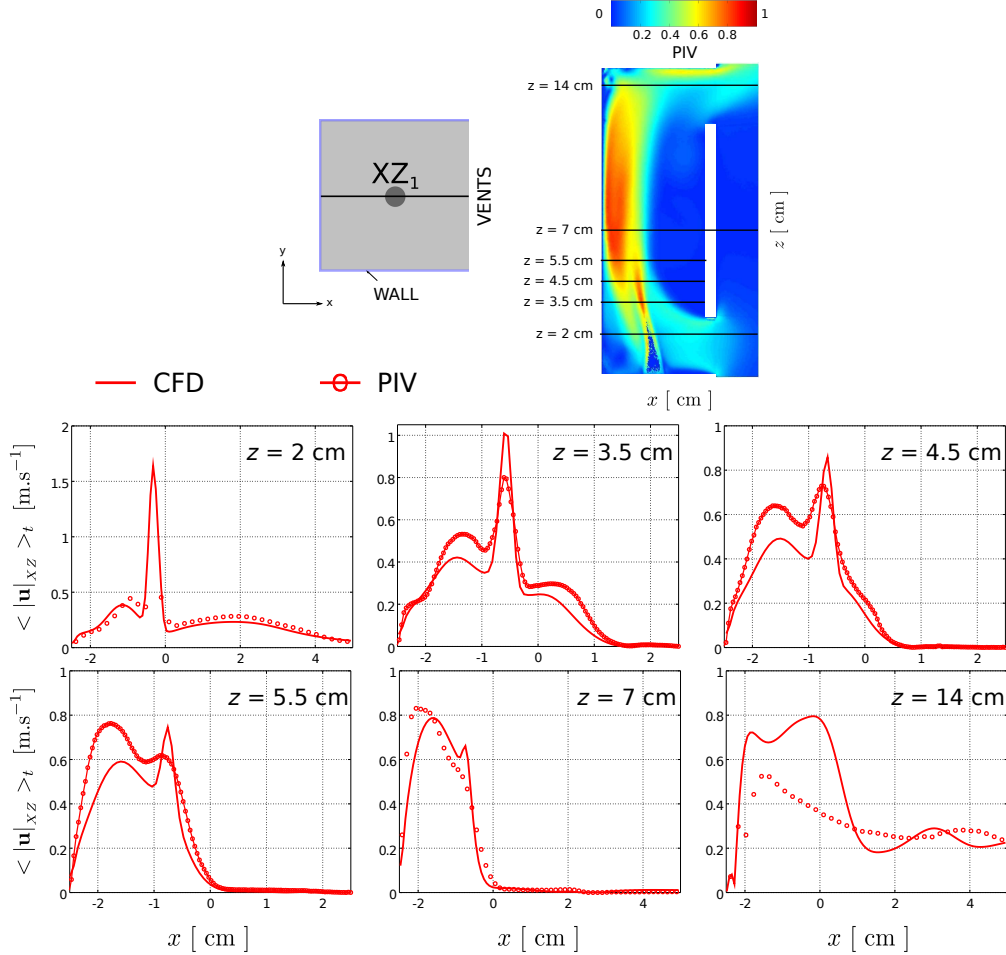 0 1
0.2 0.4 0.6 0.8
PIV
z = 14 cm
z = 7 cm
z = 5.5 cm
z = 4.5 cm
z = 3.5 cm
z = 2 cm
z [ cm ]
x [ cm ]
XZ₁
VENTS
WALL
y
x
CFD PIV
< |u|XZ >t [m.s⁻¹]
z = 2 cm
2
1.5
1
0.5
0
-2 0 2 4
z = 3.5 cm
1
0.8
0.6
0.4
0.2
0
-2 -1 0 1 2
z = 4.5 cm
1
0.8
0.6
0.4
0.2
0
-2 -1 0 1 2
< |u|XZ >t [m.s⁻¹]
z = 5.5 cm
1
0.8
0.6
0.4
0.2
0
-2 -1 0 1 2
x [ cm ]
z = 7 cm
1
0.8
0.6
0.4
0.2
0
-2 0 2 4
x [ cm ]
z = 14 cm
1
0.8
0.6
0.4
0.2
0
-2 0 2 4
x [ cm ]